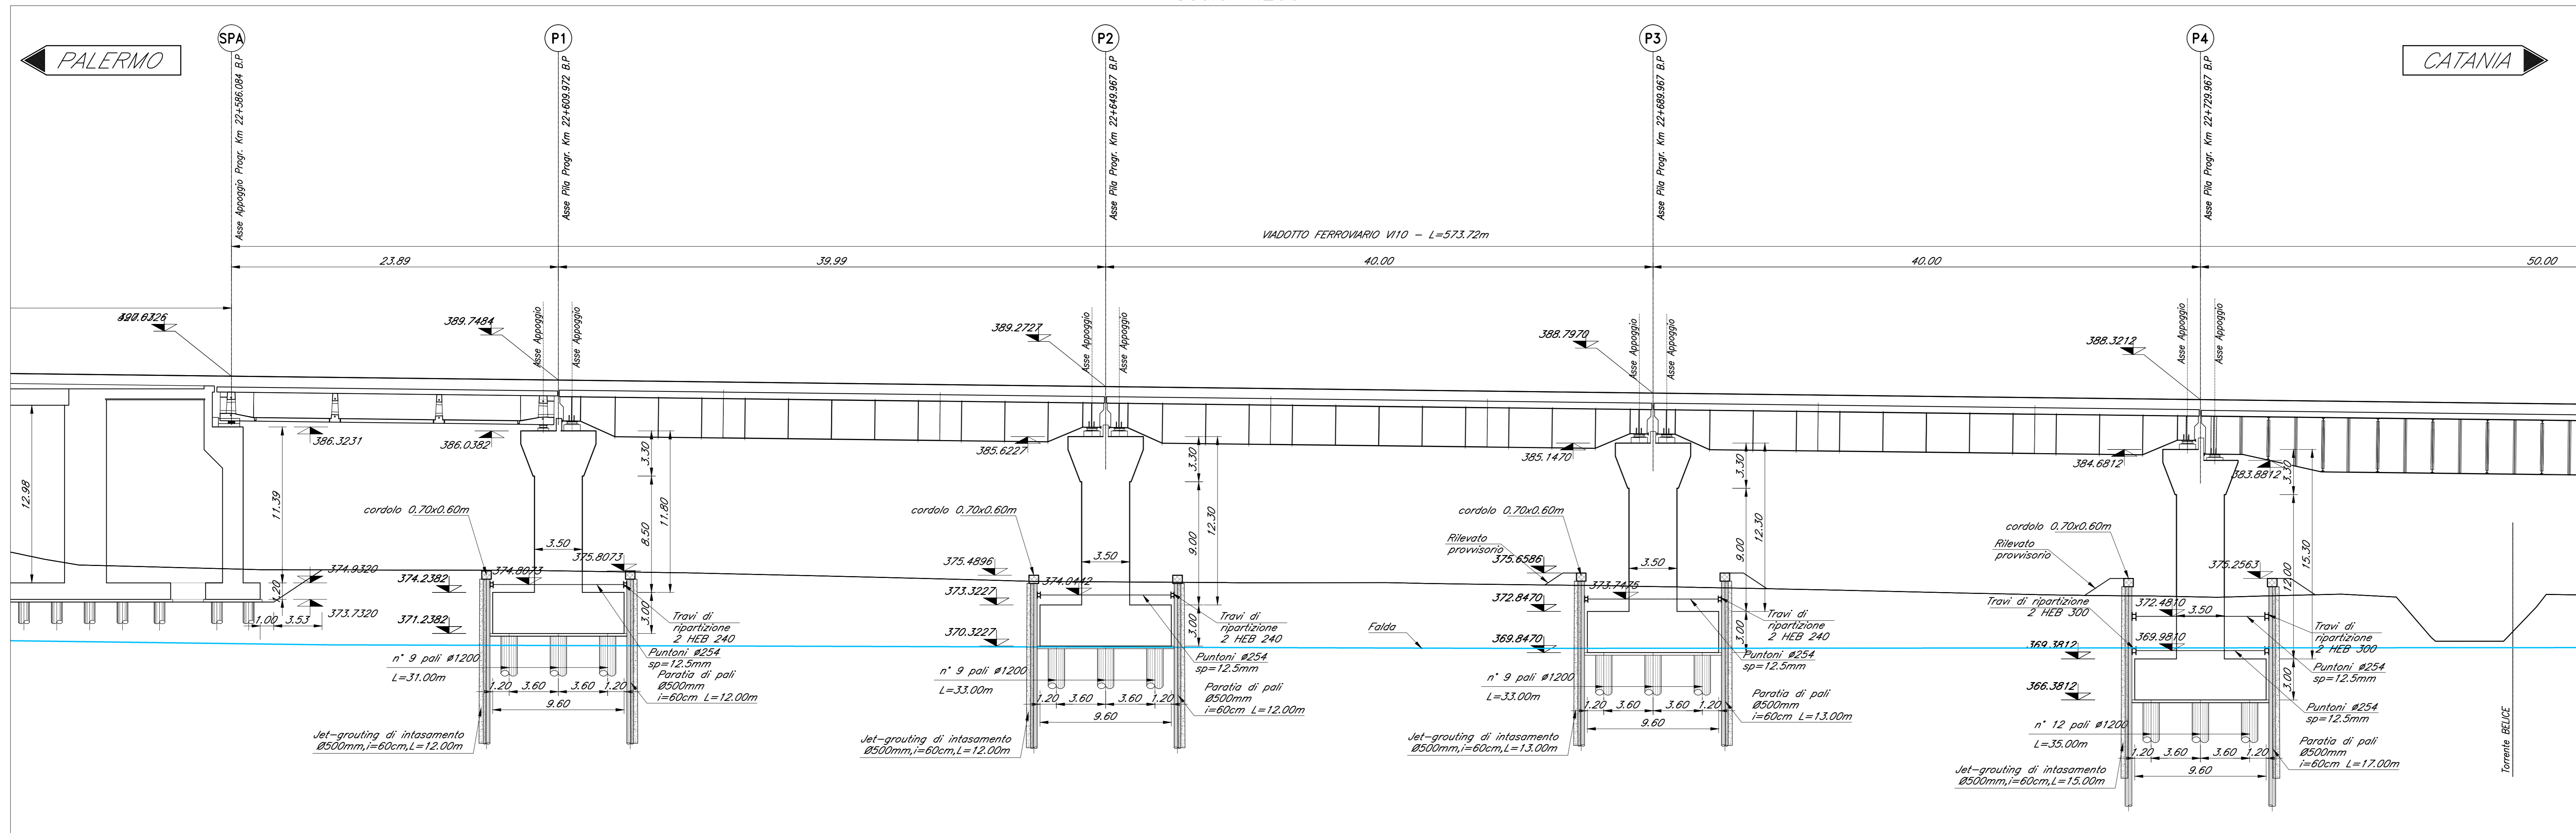 PALERMO
SPA
P1
P2
P3
P4
CATANIA
Asse Appoggio Progr. Km 22+586.084 B.P
Asse Pila Progr. Km 22+609.972 B.P
Asse Pila Progr. Km 22+649.967 B.P
Asse Pila Progr. Km 22+689.967 B.P
Asse Pila Progr. Km 22+729.967 B.P
VIADOTTO FERROVIARIO VI10 - L=573.72m
23.89
39.99
40.00
40.00
50.00
389.7484
389.2727
388.7970
388.3212
Asse Appoggio
Asse Appoggio
Asse Appoggio
Asse Appoggio
Asse Appoggio
Asse Appoggio
Asse Appoggio
Asse Appoggio
12.98
11.39
386.3231
374.9320
1.20
373.7320
1.00
3.53
386.0382
3.30
8.50
11.80
3.00
cordolo 0.70x0.60m
3.50
375.8073
374.8073
374.2382
371.2382
Travi di
ripartizione
2 HEB 240
Puntoni ø254
sp=12.5mm
Paratia di pali
Ø500mm
i=60cm L=12.00m
n° 9 pali ø1200
L=31.00m
1.20
3.60
3.60
1.20
9.60
Jet-grouting di intasamento
Ø500mm,i=60cm,L=12.00m
385.6227
3.30
9.00
12.30
3.00
cordolo 0.70x0.60m
3.50
375.4896
374.0442
373.3227
370.3227
Travi di
ripartizione
2 HEB 240
Puntoni ø254
sp=12.5mm
Paratia di pali
Ø500mm
i=60cm L=12.00m
n° 9 pali ø1200
L=33.00m
1.20
3.60
3.60
1.20
9.60
Jet-grouting di intasamento
Ø500mm,i=60cm,L=12.00m
385.1470
3.30
9.00
12.30
3.00
cordolo 0.70x0.60m
Rilevato
provvisorio
3.50
375.6586
373.7475
372.8470
369.8470
Falda
Travi di
ripartizione
2 HEB 240
Puntoni ø254
sp=12.5mm
Paratia di pali
Ø500mm
i=60cm L=13.00m
n° 9 pali ø1200
L=33.00m
1.20
3.60
3.60
1.20
9.60
Jet-grouting di intasamento
Ø500mm,i=60cm,L=13.00m
384.6812
383.8812
3.30
12.00
15.30
3.00
cordolo 0.70x0.60m
Rilevato
provvisorio
375.2563
Travi di ripartizione
2 HEB 300
372.4810
3.50
369.9810
369.3812
366.3812
Travi di
ripartizione
2 HEB 300
Puntoni ø254
sp=12.5mm
Puntoni ø254
sp=12.5mm
Paratia di pali
Ø500mm
i=60cm L=17.00m
n° 12 pali ø1200
L=35.00m
1.20
3.60
3.60
1.20
9.60
Jet-grouting di intasamento
Ø500mm,i=60cm,L=15.00m
Torrente BELICE